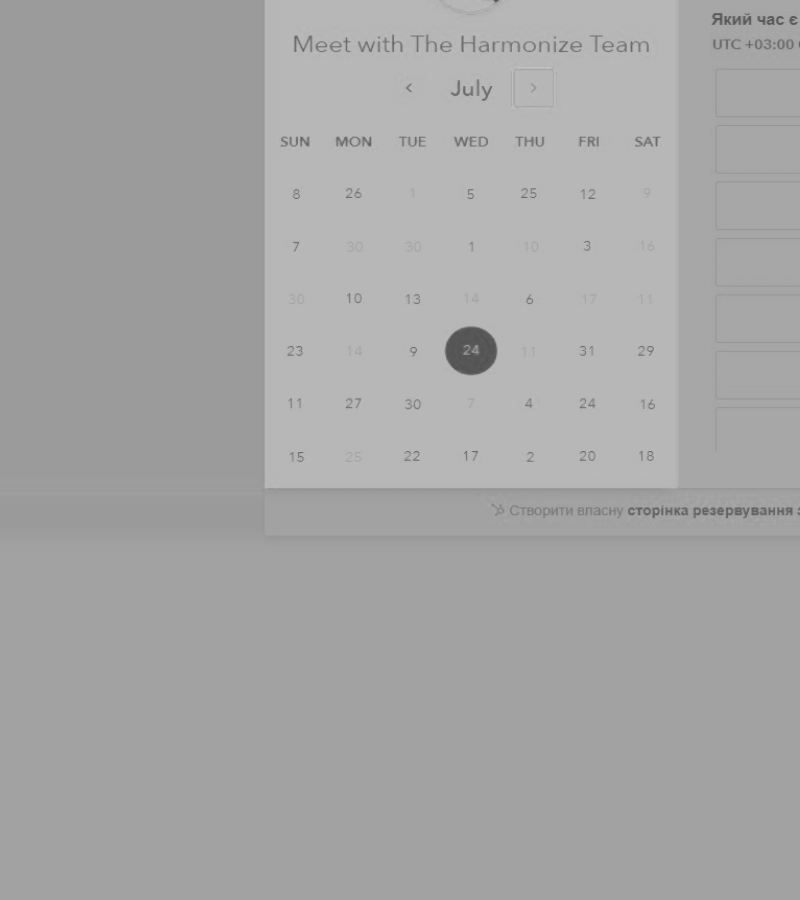 Meet with The Harmonize Team
July
SUN MON TUE WED THU FRI SAT
8 26 1 5 25 12 9
7 30 30 1 10 3 16
30 10 13 14 6 17 11
23 14 9 24 11 31 29
11 27 30 7 4 24 16
15 25 22 17 2 20 18
Який час є
UTC +03:00
Створити власну сторінка резервування з